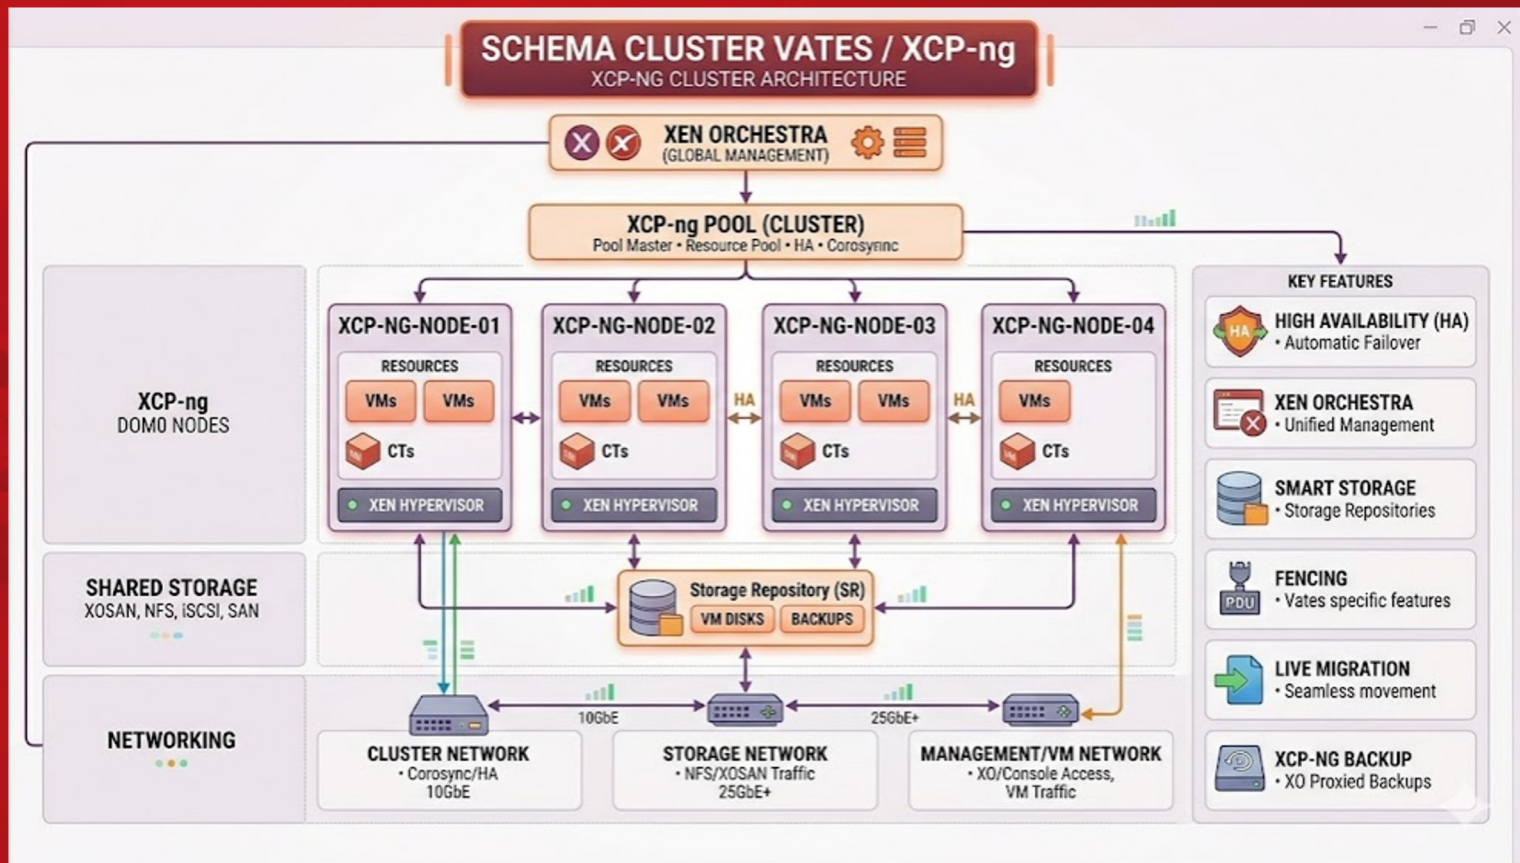 SCHEMA CLUSTER VATES / XCP-ng
XCP-NG CLUSTER ARCHITECTURE
XEN ORCHESTRA
(GLOBAL MANAGEMENT)
XCP-ng POOL (CLUSTER)
Pool Master • Resource Pool • HA • Corosynnc
XCP-ng
DOM0 NODES
XCP-NG-NODE-01
RESOURCES
VMs
VMs
CTs
XEN HYPERVISOR
XCP-NG-NODE-02
RESOURCES
VMs
VMs
CTs
XEN HYPERVISOR
HA
XCP-NG-NODE-03
RESOURCES
VMs
VMs
CTs
XEN HYPERVISOR
HA
XCP-NG-NODE-04
RESOURCES
VMs
CTs
XEN HYPERVISOR
SHARED STORAGE
XOSAN, NFS, iSCSI, SAN
Storage Repository (SR)
VM DISKS
BACKUPS
NETWORKING
10GbE
25GbE+
CLUSTER NETWORK
• Corosync/HA
10GbE
STORAGE NETWORK
• NFS/XOSAN Traffic
25GbE+
MANAGEMENT/VM NETWORK
• XO/Console Access,
VM Traffic
KEY FEATURES
HA
HIGH AVAILABILITY (HA)
• Automatic Failover
XEN ORCHESTRA
• Unified Management
SMART STORAGE
• Storage Repositories
PDU
FENCING
• Vates specific features
LIVE MIGRATION
• Seamless movement
XCP-NG BACKUP
• XO Proxied Backups